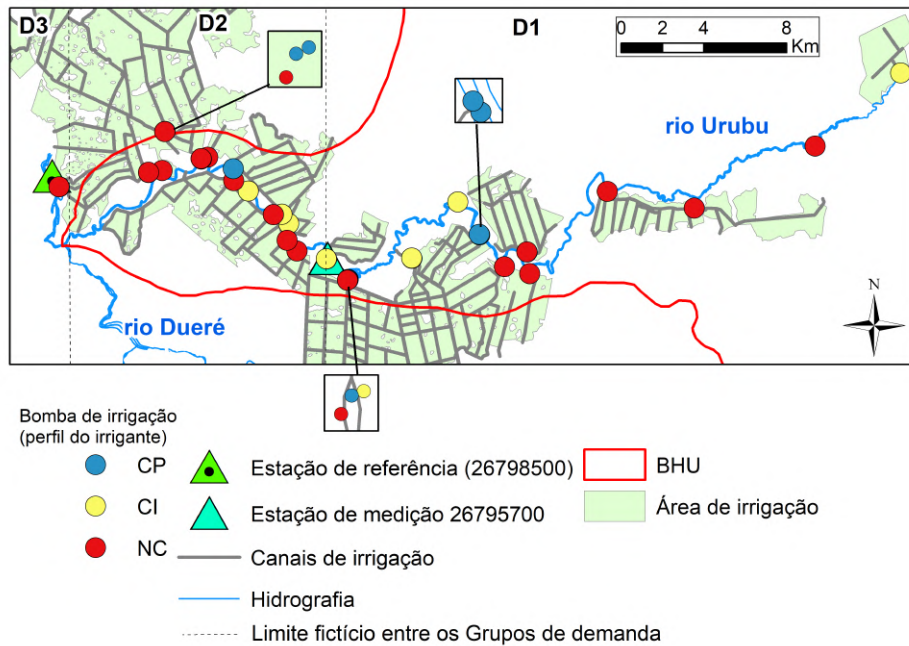 D3 D2 D1
0 2 4 8
Km
rio Urubu
rio Dueré
N
Bomba de irrigação
(perfil do irrigante)
CP
CI
NC
Estação de referência (26798500)
Estação de medição 26795700
Canais de irrigação
Hidrografia
Limite fictício entre os Grupos de demanda
BHU
Área de irrigação